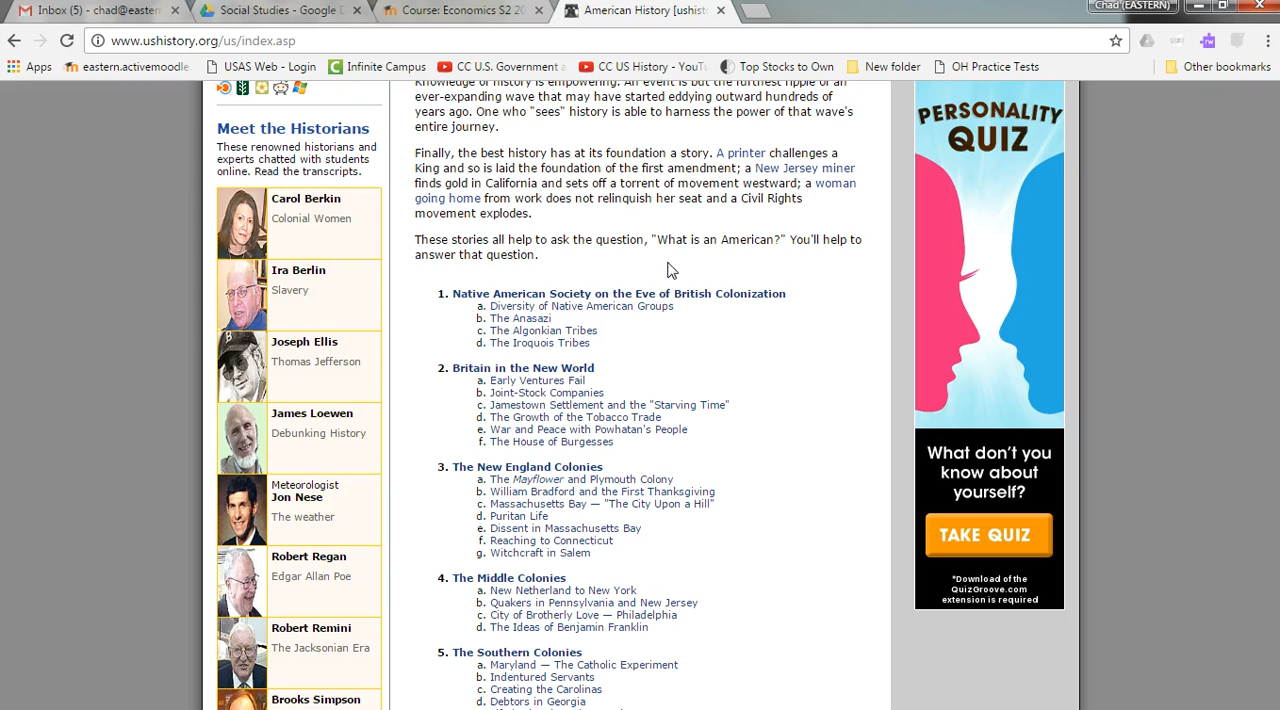 Inbox (5) - chad@eastern
Social Studies - Google D
Course: Economics S2 20
American History [ushist
Chad (EASTERN)
www.ushistory.org/us/index.asp
Apps
eastern.activemoodle.
USAS Web - Login
Infinite Campus
CC U.S. Government a
CC US History - YouTu
Top Stocks to Own
New folder
OH Practice Tests
Other bookmarks
Meet the Historians
These renowned historians and
experts chatted with students
online. Read the transcripts.
Carol Berkin
Colonial Women
Ira Berlin
Slavery
Joseph Ellis
Thomas Jefferson
James Loewen
Debunking History
Meteorologist
Jon Nese
The weather
Robert Regan
Edgar Allan Poe
Robert Remini
The Jacksonian Era
Brooks Simpson
Knowledge of history is empowering. An event is but the furthest ripple of an
ever-expanding wave that may have started eddying outward hundreds of
years ago. One who "sees" history is able to harness the power of that wave's
entire journey.
Finally, the best history has at its foundation a story. A printer challenges a
King and so is laid the foundation of the first amendment; a New Jersey miner
finds gold in California and sets off a torrent of movement westward; a woman
going home from work does not relinquish her seat and a Civil Rights
movement explodes.
These stories all help to ask the question, "What is an American?" You'll help to
answer that question.
1. Native American Society on the Eve of British Colonization
a. Diversity of Native American Groups
b. The Anasazi
c. The Algonkian Tribes
d. The Iroquois Tribes
2. Britain in the New World
a. Early Ventures Fail
b. Joint-Stock Companies
c. Jamestown Settlement and the "Starving Time"
d. The Growth of the Tobacco Trade
e. War and Peace with Powhatan's People
f. The House of Burgesses
3. The New England Colonies
a. The Mayflower and Plymouth Colony
b. William Bradford and the First Thanksgiving
c. Massachusetts Bay — "The City Upon a Hill"
d. Puritan Life
e. Dissent in Massachusetts Bay
f. Reaching to Connecticut
g. Witchcraft in Salem
4. The Middle Colonies
a. New Netherland to New York
b. Quakers in Pennsylvania and New Jersey
c. City of Brotherly Love — Philadelphia
d. The Ideas of Benjamin Franklin
5. The Southern Colonies
a. Maryland — The Catholic Experiment
b. Indentured Servants
c. Creating the Carolinas
d. Debtors in Georgia
PERSONALITY
QUIZ
What don't you
know about
yourself?
TAKE QUIZ
*Download of the
QuizGroove.com
extension is required